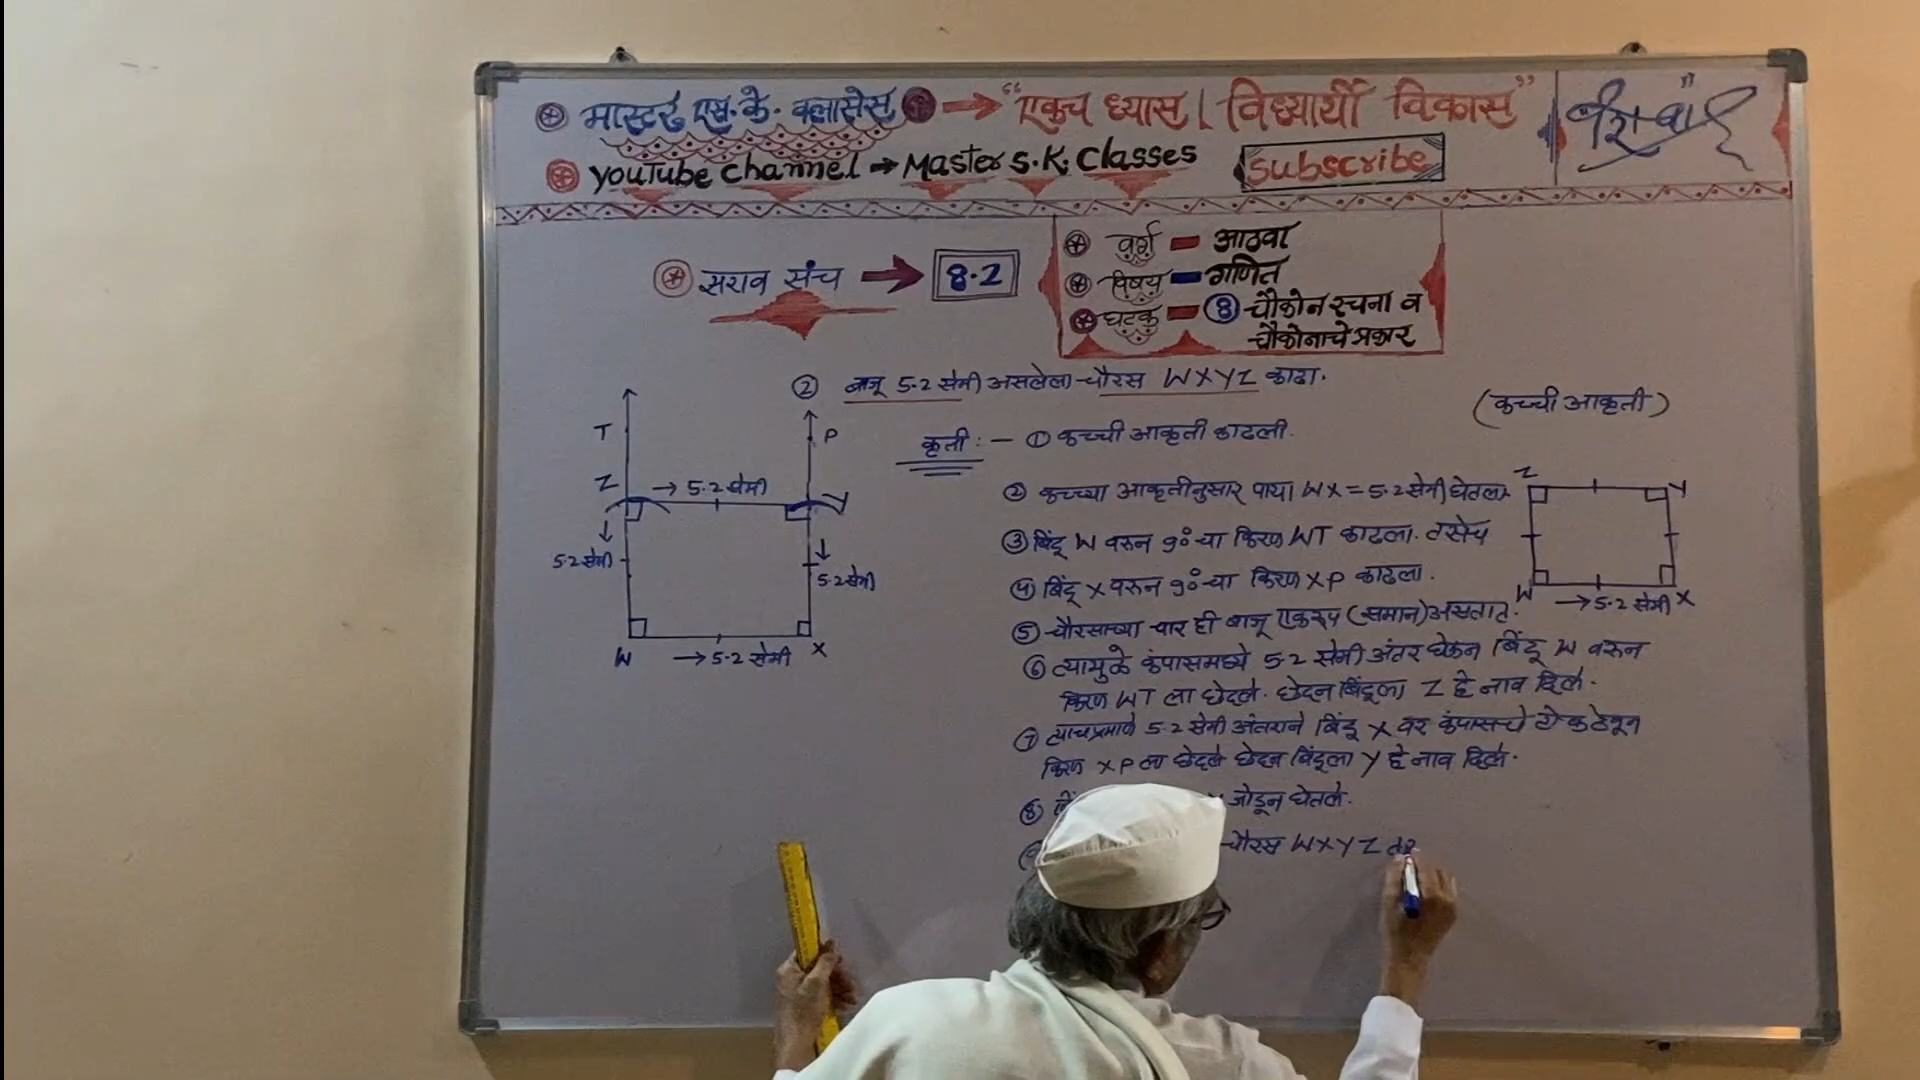 मास्टर एस.के. क्लासेस → "एकच ध्यास। विध्यार्थी विकास"
YouTube channel → Master S.K. Classes Subscribe
सराव संच → 8.2
वर्ग - आठवा
विषय - गणित
घटक - ⑧ चौकोन रचना व
चौकोनाचे प्रकार
② बाजू 5.2 सेमी असलेला चौरस WXYZ काढा.
(कच्ची आकृती)
कृती :- ① कच्ची आकृती काढली.
② कच्च्या आकृतीनुसार पाया WX = 5.2 सेमी घेतला.
③ बिंदू W वरुन 90° चा किरण WT काढला. तसेच
④ बिंदू X वरुन 90° चा किरण XP काढला.
⑤ चौरसाच्या चार ही बाजू एकरुप (समान) असतात.
⑥ त्यामुळे कंपासमध्ये 5.2 सेमी अंतर घेऊन बिंदू W वरुन
किरण WT ला छेदले. छेदन बिंदूला Z हे नाव दिले.
⑦ त्याचप्रमाणे 5.2 सेमी अंतराने बिंदू X वर कंपासचे टोक ठेवून
किरण XP ला छेदले छेदन बिंदूला Y हे नाव दिले.
⑧ जोडून घेतले.
चौरस WXYZ
T
P
Z → 5.2 सेमी Y
↓ ↓
5.2 सेमी 5.2 सेमी
W → 5.2 सेमी X
Z Y
W → 5.2 सेमी X